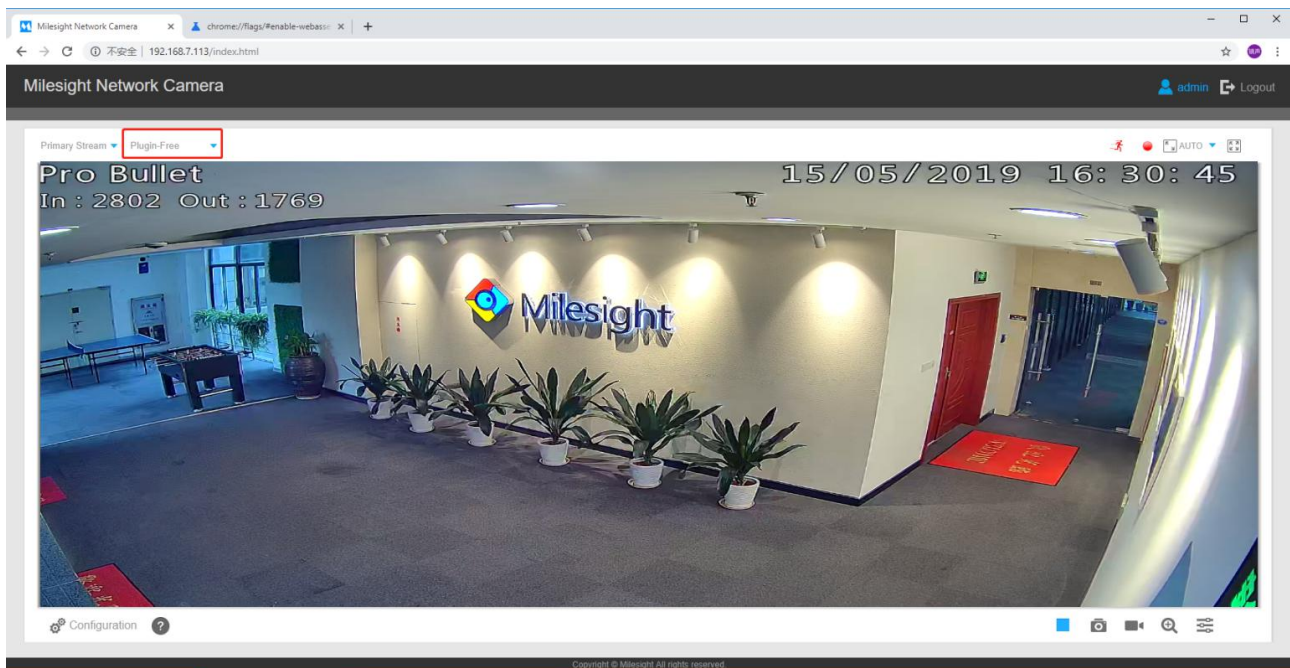 Milesight Network Camera
chrome://flags/#enable-webasse
不安全 | 192.168.7.113/index.html
Milesight Network Camera
admin
Logout
Primary Stream
Plugin-Free
AUTO
Pro Bullet
15/05/2019 16:30:45
In : 2802 Out : 1769
Milesight
Configuration
?
Copyright © Milesight All rights reserved